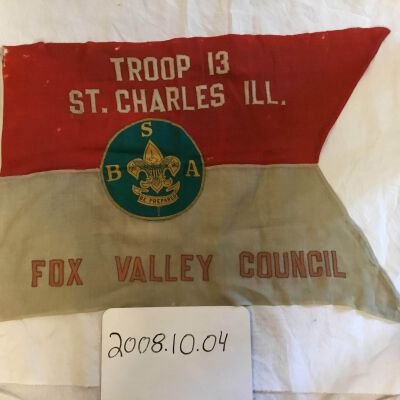 TROOP 13
ST. CHARLES ILL.
S
B A
BE PREPARED
FOX VALLEY COUNCIL
2008.10.04